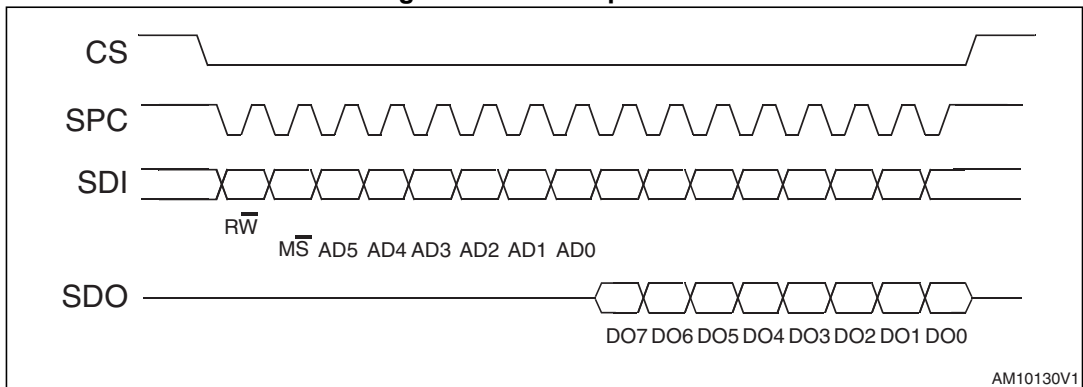 CS
SPC
SDI
RW̅
MS̅ AD5 AD4 AD3 AD2 AD1 AD0
SDO
DO7 DO6 DO5 DO4 DO3 DO2 DO1 DO0
AM10130V1